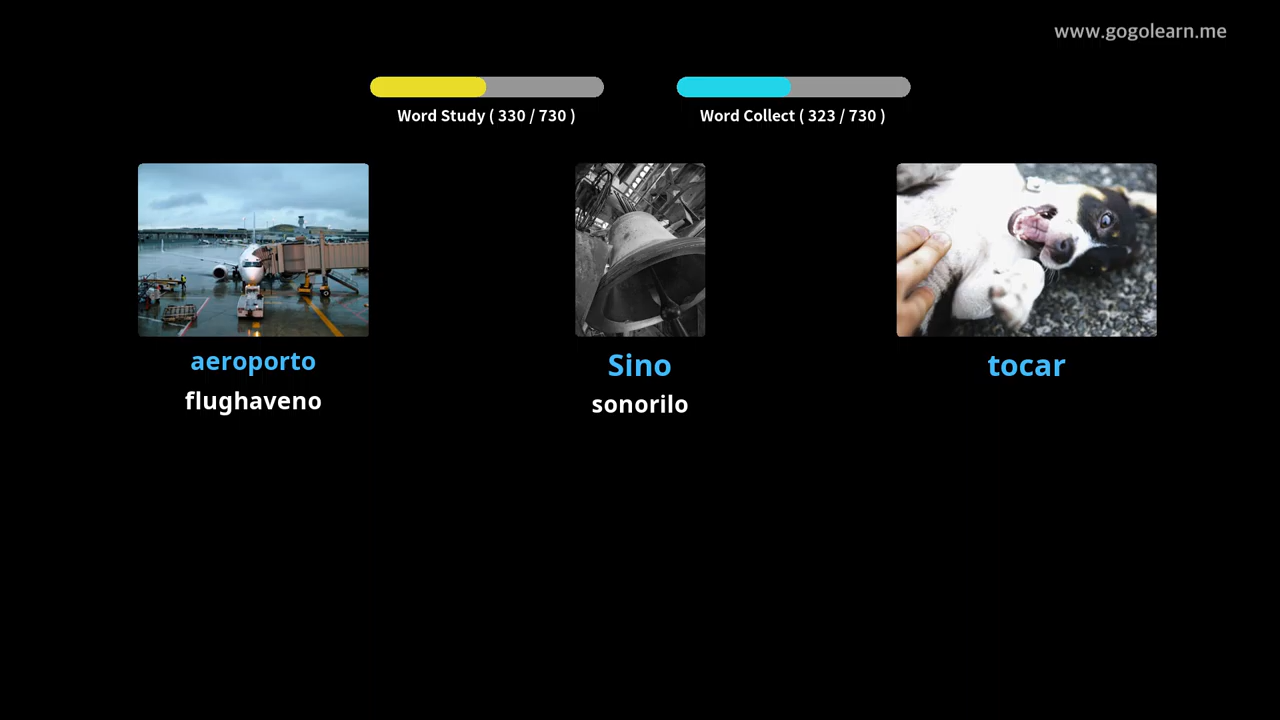 www.gogolearn.me
Word Study ( 330 / 730 )
Word Collect ( 323 / 730 )
aeroporto
flughaveno
Sino
sonorilo
tocar